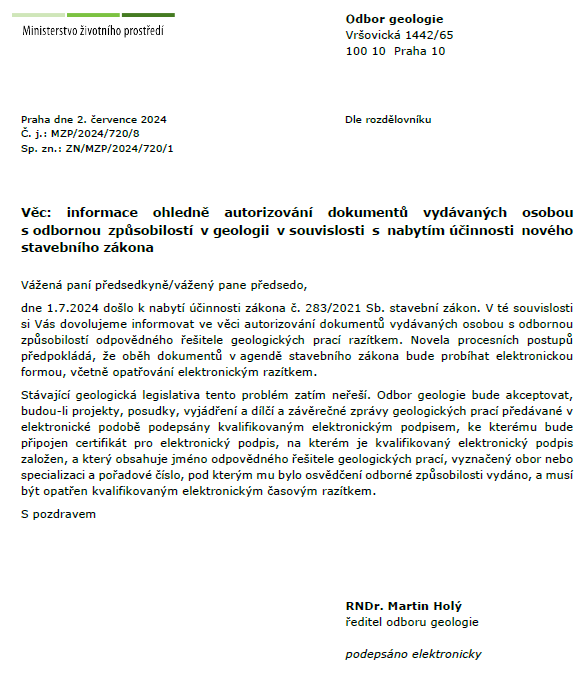 Ministerstvo životního prostředí
Odbor geologie
Vršovická 1442/65
100 10 Praha 10
Praha dne 2. července 2024
Č. j.: MZP/2024/720/8
Sp. zn.: ZN/MZP/2024/720/1
Dle rozdělovníku
Věc: informace ohledně autorizování dokumentů vydávaných osobou
s odbornou způsobilostí v geologii v souvislosti s nabytím účinnosti nového
stavebního zákona
Vážená paní předsedkyně/vážený pane předsedo,
dne 1.7.2024 došlo k nabytí účinnosti zákona č. 283/2021 Sb. stavební zákon. V té souvislosti
si Vás dovolujeme informovat ve věci autorizování dokumentů vydávaných osobou s odbornou
způsobilostí odpovědného řešitele geologických prací razítkem. Novela procesních postupů
předpokládá, že oběh dokumentů v agendě stavebního zákona bude probíhat elektronickou
formou, včetně opatřování elektronickým razítkem.
Stávající geologická legislativa tento problém zatím neřeší. Odbor geologie bude akceptovat,
budou-li projekty, posudky, vyjádření a dílčí a závěrečné zprávy geologických prací předávané v
elektronické podobě podepsány kvalifikovaným elektronickým podpisem, ke kterému bude
připojen certifikát pro elektronický podpis, na kterém je kvalifikovaný elektronický podpis
založen, a který obsahuje jméno odpovědného řešitele geologických prací, vyznačený obor nebo
specializaci a pořadové číslo, pod kterým mu bylo osvědčení odborné způsobilosti vydáno, a musí
být opatřen kvalifikovaným elektronickým časovým razítkem.
S pozdravem
RNDr. Martin Holý
ředitel odboru geologie
podepsáno elektronicky